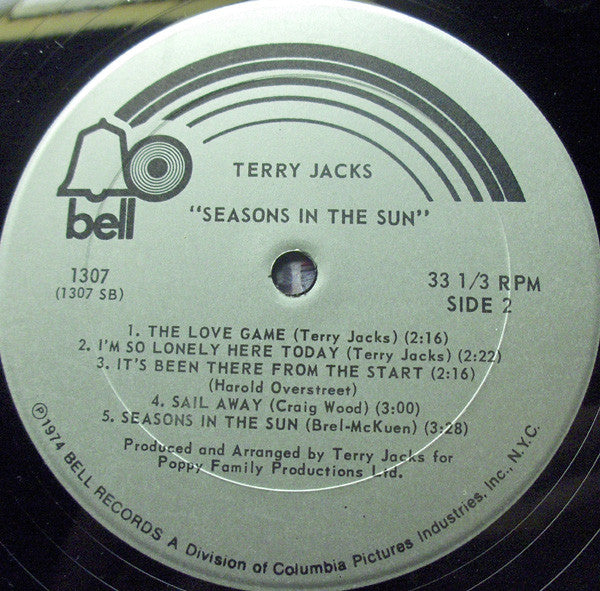 TERRY JACKS
bell
"SEASONS IN THE SUN"
1307
(1307 SB)
33 1/3 RPM
SIDE 2
1. THE LOVE GAME (Terry Jacks) (2:16)
2. I'M SO LONELY HERE TODAY (Terry Jacks) (2:22)
3. IT'S BEEN THERE FROM THE START (2:16)
(Harold Overstreet)
4. SAIL AWAY (Craig Wood) (3:00)
5. SEASONS IN THE SUN (Brel-McKuen) (3:28)
Produced and Arranged by Terry Jacks for
Poppy Family Productions Ltd.
℗1974 BELL RECORDS A Division of Columbia Pictures Industries, Inc., N.Y.C.